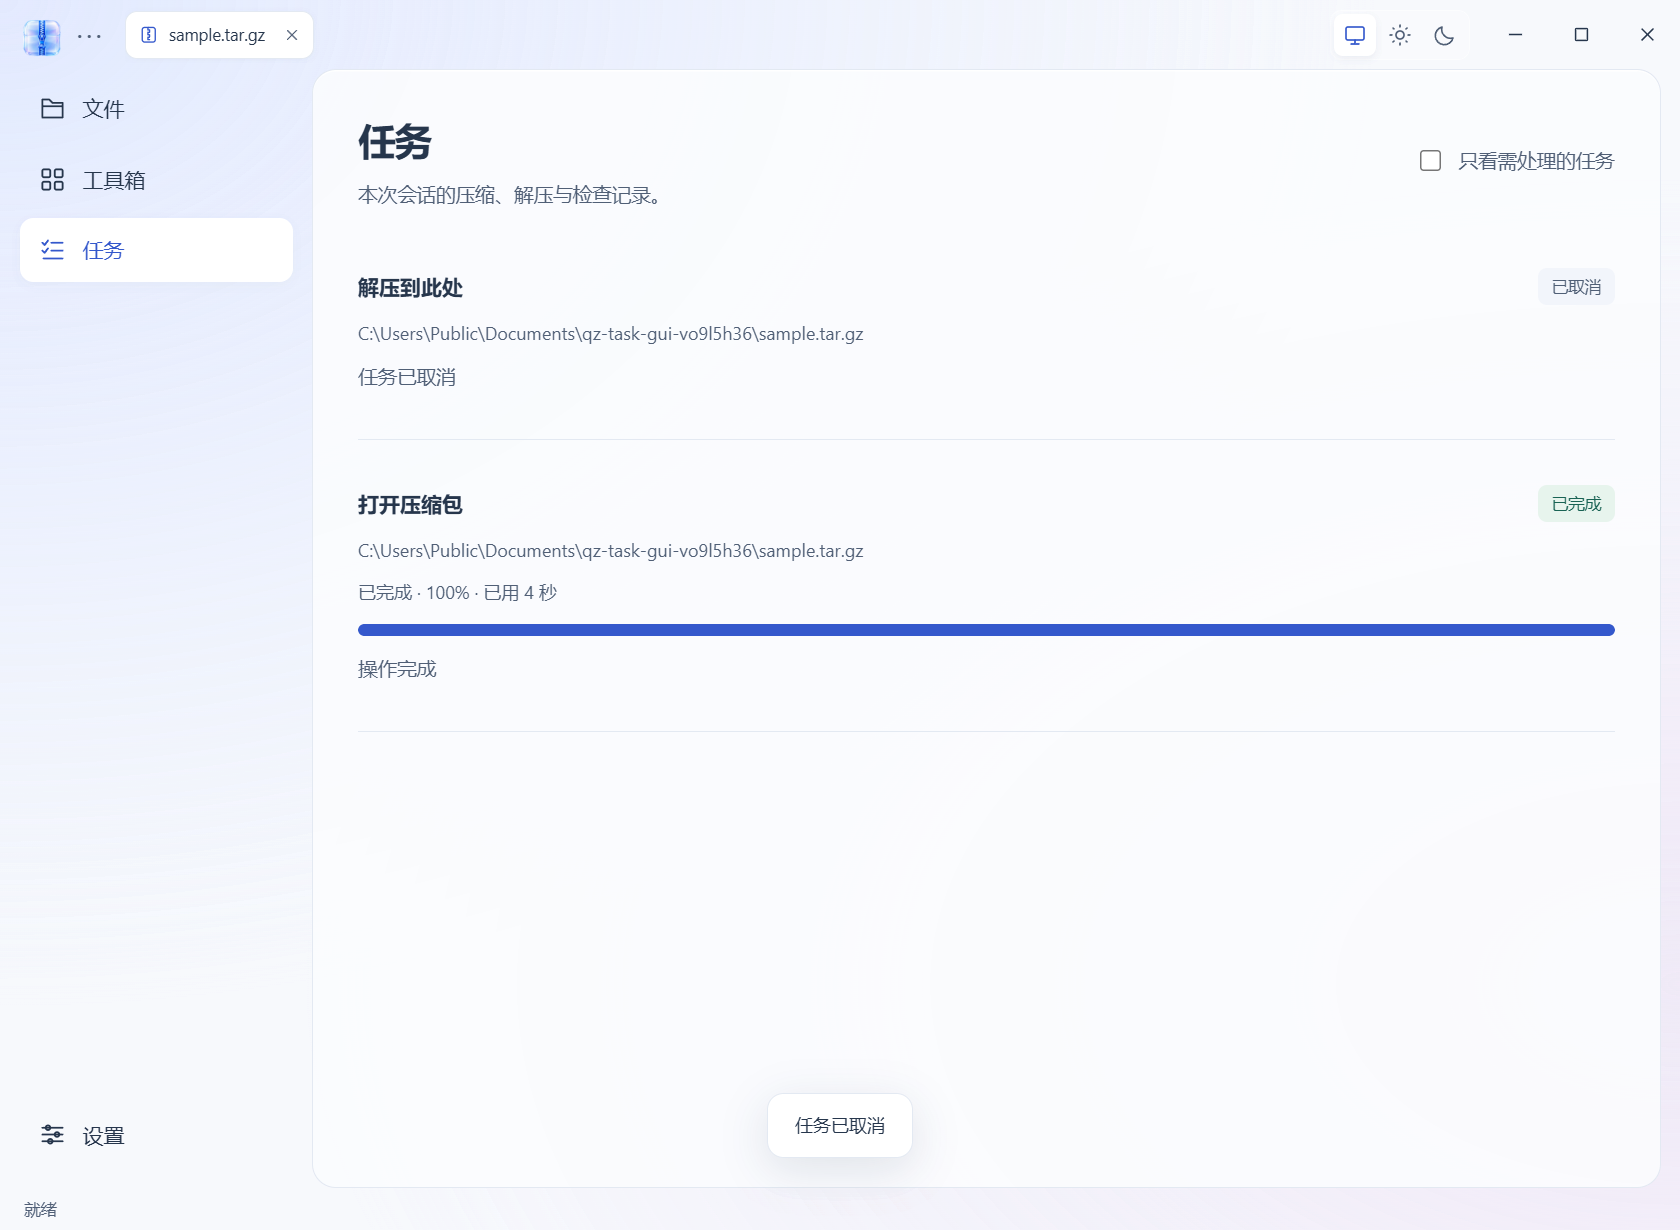 sample.tar.gz
文件
工具箱
任务
任务
本次会话的压缩、解压与检查记录。
只看需处理的任务
解压到此处
已取消
C:\Users\Public\Documents\qz-task-gui-vo9l5h36\sample.tar.gz
任务已取消
打开压缩包
已完成
C:\Users\Public\Documents\qz-task-gui-vo9l5h36\sample.tar.gz
已完成 · 100% · 已用 4 秒
操作完成
任务已取消
设置
就绪